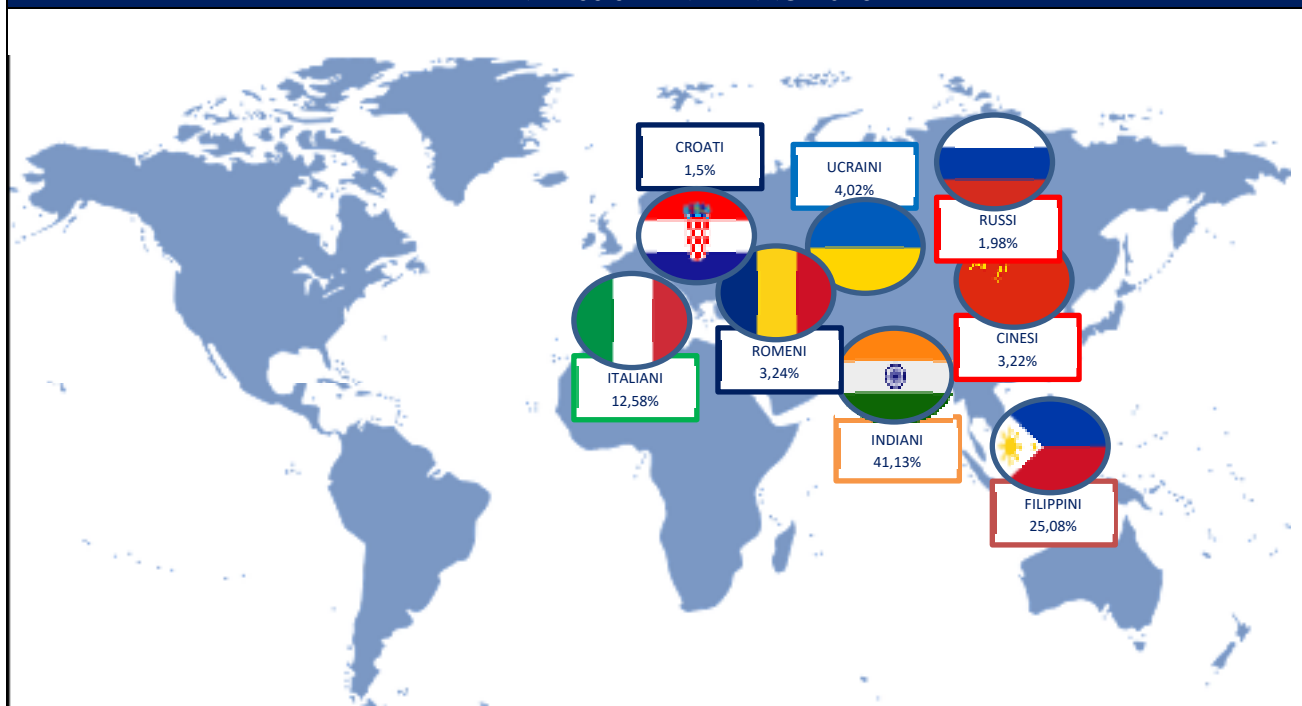 CROATI
1,5%
UCRAINI
4,02%
RUSSI
1,98%
CINESI
3,22%
ROMENI
3,24%
ITALIANI
12,58%
INDIANI
41,13%
FILIPPINI
25,08%